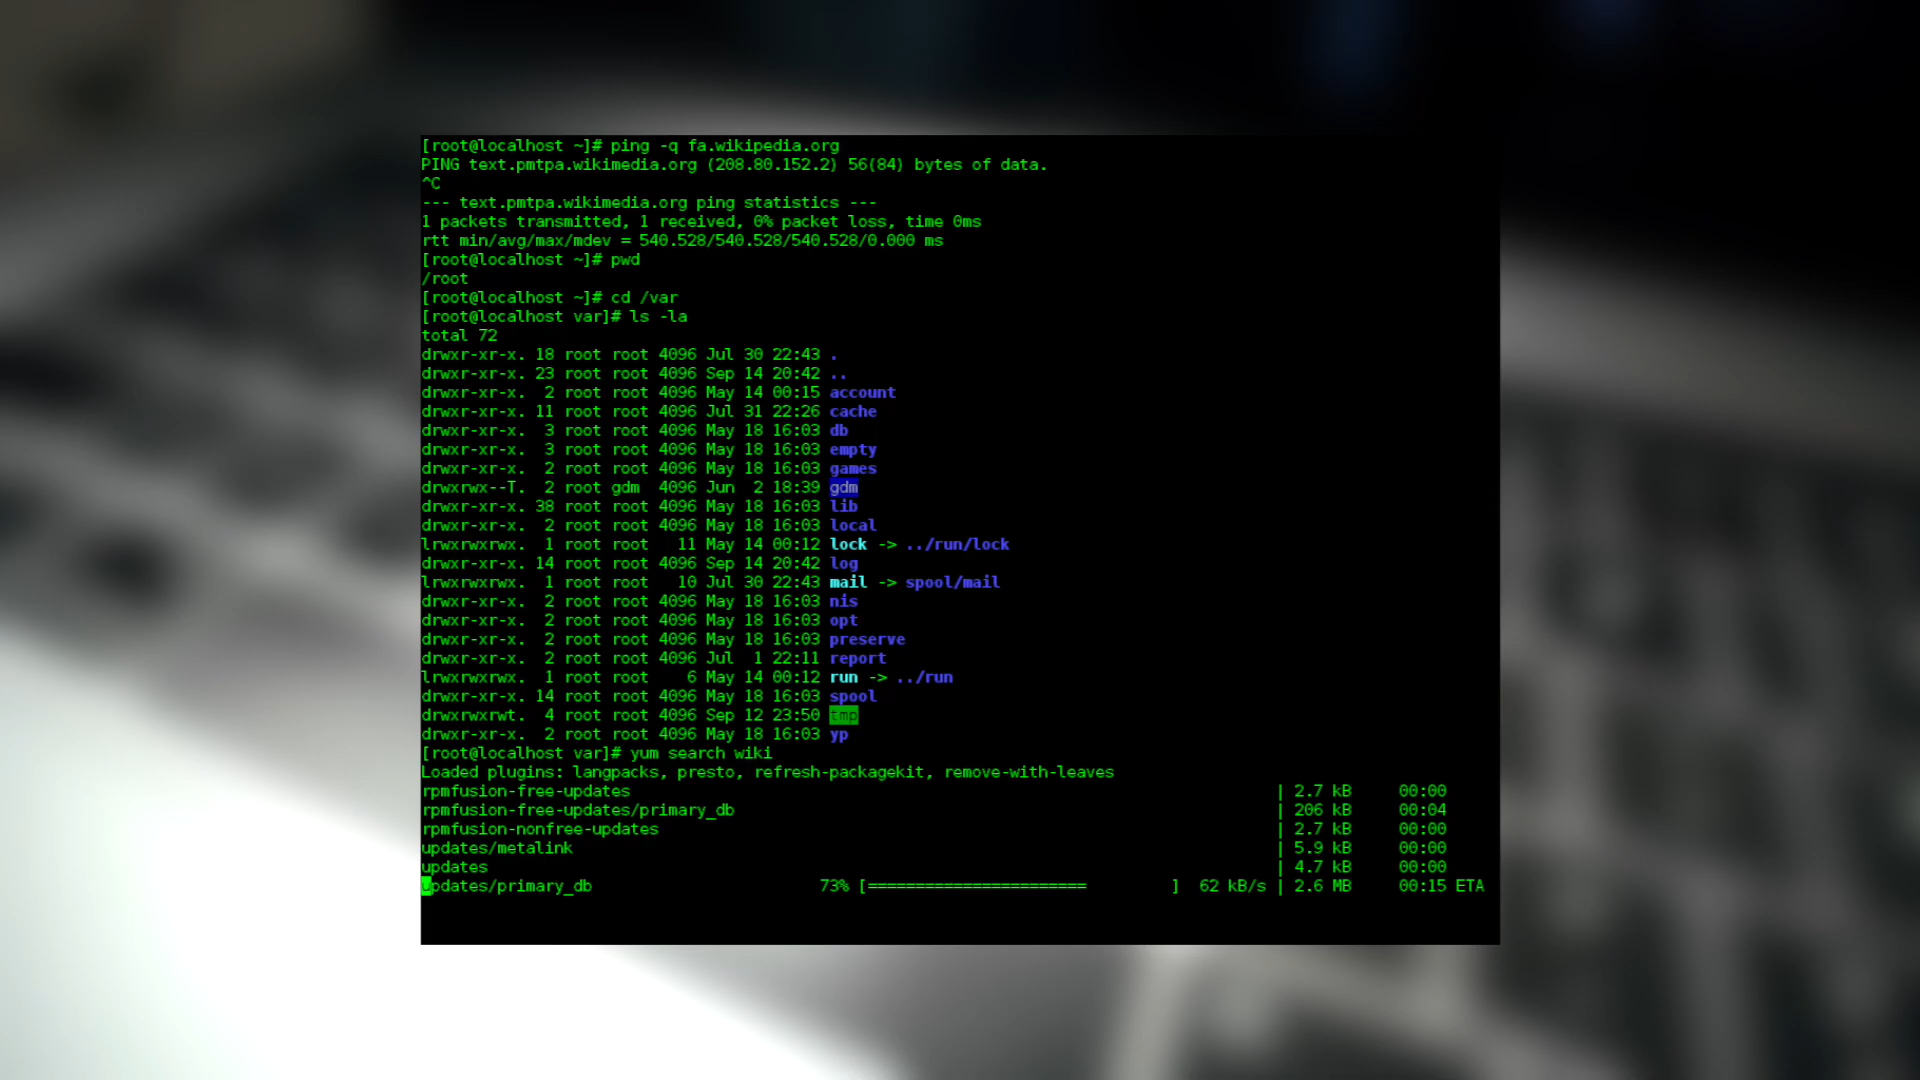 [root@localhost ~]# ping -q fa.wikipedia.org
PING text.pmtpa.wikimedia.org (208.80.152.2) 56(84) bytes of data.
^C
--- text.pmtpa.wikimedia.org ping statistics ---
1 packets transmitted, 1 received, 0% packet loss, time 0ms
rtt min/avg/max/mdev = 540.528/540.528/540.528/0.000 ms
[root@localhost ~]# pwd
/root
[root@localhost ~]# cd /var
[root@localhost var]# ls -la
total 72
drwxr-xr-x. 18 root root 4096 Jul 30 22:43 .
drwxr-xr-x. 23 root root 4096 Sep 14 20:42 ..
drwxr-xr-x.  2 root root 4096 May 14 00:15 account
drwxr-xr-x. 11 root root 4096 Jul 31 22:26 cache
drwxr-xr-x.  3 root root 4096 May 18 16:03 db
drwxr-xr-x.  3 root root 4096 May 18 16:03 empty
drwxr-xr-x.  2 root root 4096 May 18 16:03 games
drwxrwx--T.  2 root gdm  4096 Jun  2 18:39 gdm
drwxr-xr-x. 38 root root 4096 May 18 16:03 lib
drwxr-xr-x.  2 root root 4096 May 18 16:03 local
lrwxrwxrwx.  1 root root   11 May 14 00:12 lock -> ../run/lock
drwxr-xr-x. 14 root root 4096 Sep 14 20:42 log
lrwxrwxrwx.  1 root root   10 Jul 30 22:43 mail -> spool/mail
drwxr-xr-x.  2 root root 4096 May 18 16:03 nis
drwxr-xr-x.  2 root root 4096 May 18 16:03 opt
drwxr-xr-x.  2 root root 4096 May 18 16:03 preserve
drwxr-xr-x.  2 root root 4096 Jul  1 22:11 report
lrwxrwxrwx.  1 root root    6 May 14 00:12 run -> ../run
drwxr-xr-x. 14 root root 4096 May 18 16:03 spool
drwxrwxrwt.  4 root root 4096 Sep 12 23:50 tmp
drwxr-xr-x.  2 root root 4096 May 18 16:03 yp
[root@localhost var]# yum search wiki
Loaded plugins: langpacks, presto, refresh-packagekit, remove-with-leaves
rpmfusion-free-updates | 2.7 kB 00:00
rpmfusion-free-updates/primary_db | 206 kB 00:04
rpmfusion-nonfree-updates | 2.7 kB 00:00
updates/metalink | 5.9 kB 00:00
updates | 4.7 kB 00:00
updates/primary_db 73% [======================= ] 62 kB/s | 2.6 MB 00:15 ETA